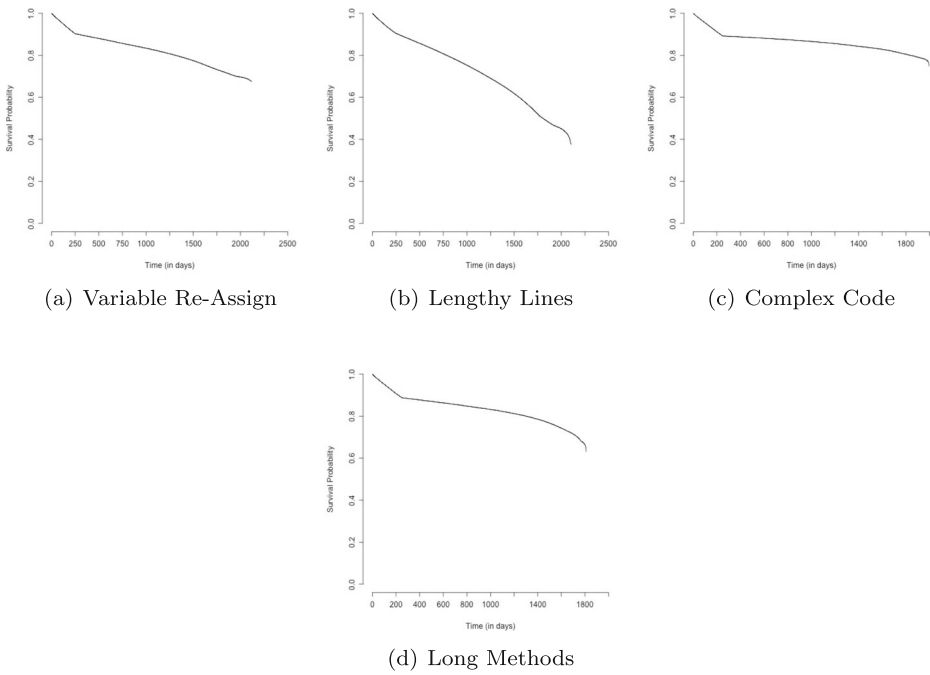 1.0
0.8
0.6
0.4
0.2
0.0
Survival Probability
0 250 500 750 1000 1500 2000 2500
Time (in days)
(a) Variable Re-Assign
1.0
0.8
0.6
0.4
0.2
0.0
Survival Probability
0 250 500 750 1000 1500 2000 2500
Time (in days)
(b) Lengthy Lines
1.0
0.8
0.6
0.4
0.2
0.0
Survival Probability
0 200 400 600 800 1000 1400 1800
Time (in days)
(c) Complex Code
1.0
0.8
0.6
0.4
0.2
0.0
Survival Probability
0 200 400 600 800 1000 1400 1800
Time (in days)
(d) Long Methods